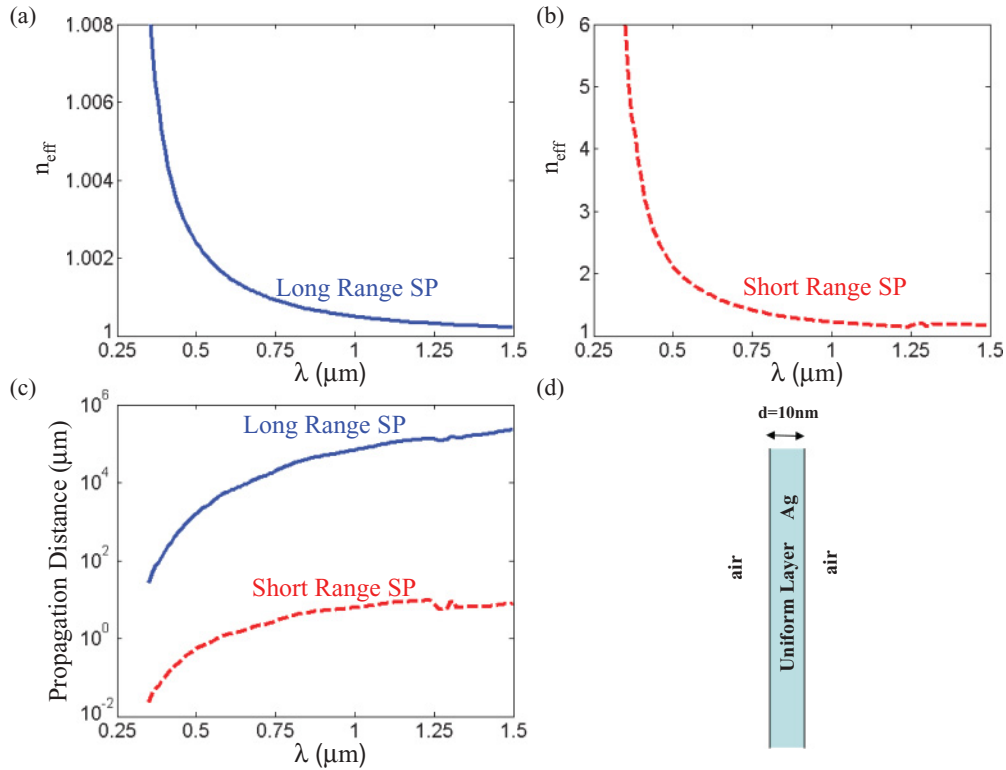 (a)
1.008
1.006
1.004
1.002
1
n_eff
Long Range SP
0.25 0.5 0.75 1 1.25 1.5
λ (μm)
(b)
6
5
4
3
2
1
n_eff
Short Range SP
0.25 0.5 0.75 1 1.25 1.5
λ (μm)
(c)
10^6
10^4
10^2
10^0
10^-2
Propagation Distance (μm)
Long Range SP
Short Range SP
0.25 0.5 0.75 1 1.25 1.5
λ (μm)
(d)
d=10nm
air
Uniform Layer Ag
air